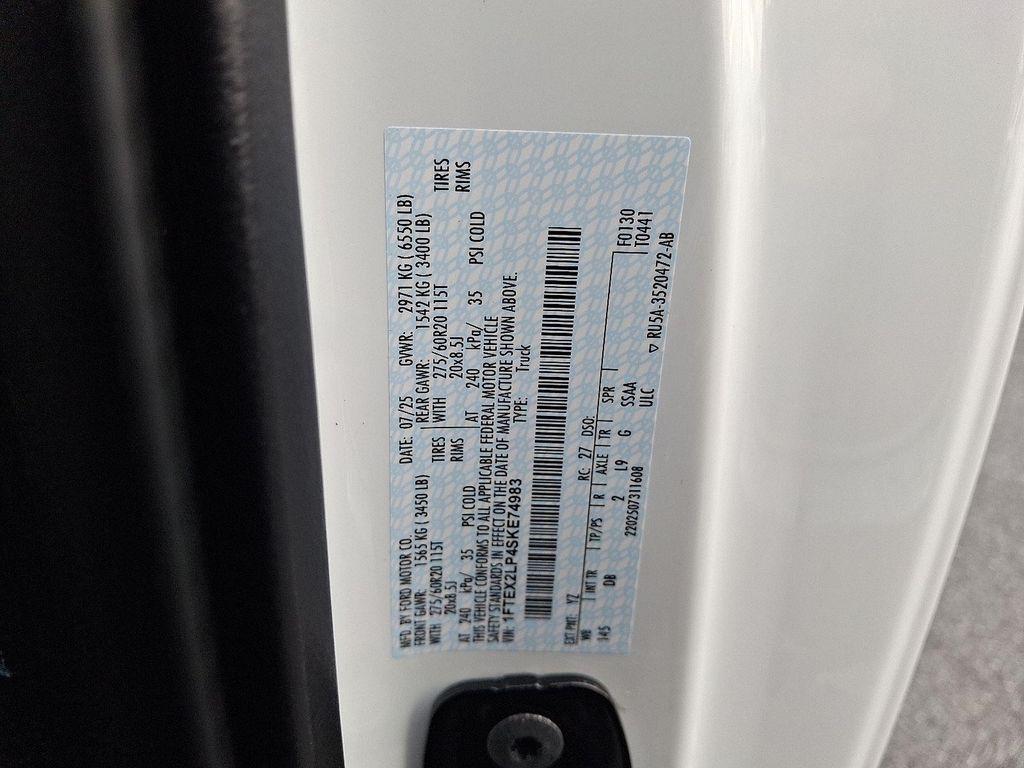 MFD BY FORD MOTOR CO. DATE: 07/25 GVWR: 2971 KG ( 6550 LB)
FRONT GAWR: 1565 KG ( 3450 LB) REAR GAWR: 1542 KG ( 3400 LB)
WITH 275/60R20 115T TIRES WITH 275/60R20 115T TIRES
20x8.5J RIMS 20x8.5J RIMS
AT 240 kPa/ 35 PSI COLD AT 240 kPa/ 35 PSI COLD
THIS VEHICLE CONFORMS TO ALL APPLICABLE FEDERAL MOTOR VEHICLE
SAFETY STANDARDS IN EFFECT ON THE DATE OF MANUFACTURE SHOWN ABOVE.
VIN: 1FTEX2LP4SKE74983 TYPE: Truck
EXT PNT: YZ RC: 27 DSO: F0130
WB INT TR TP/PS R AXLE TR SPR T0441
145 DB 2 L9 G SSAA
2202507311608 ULC
▽ RU5A-3520472-AB